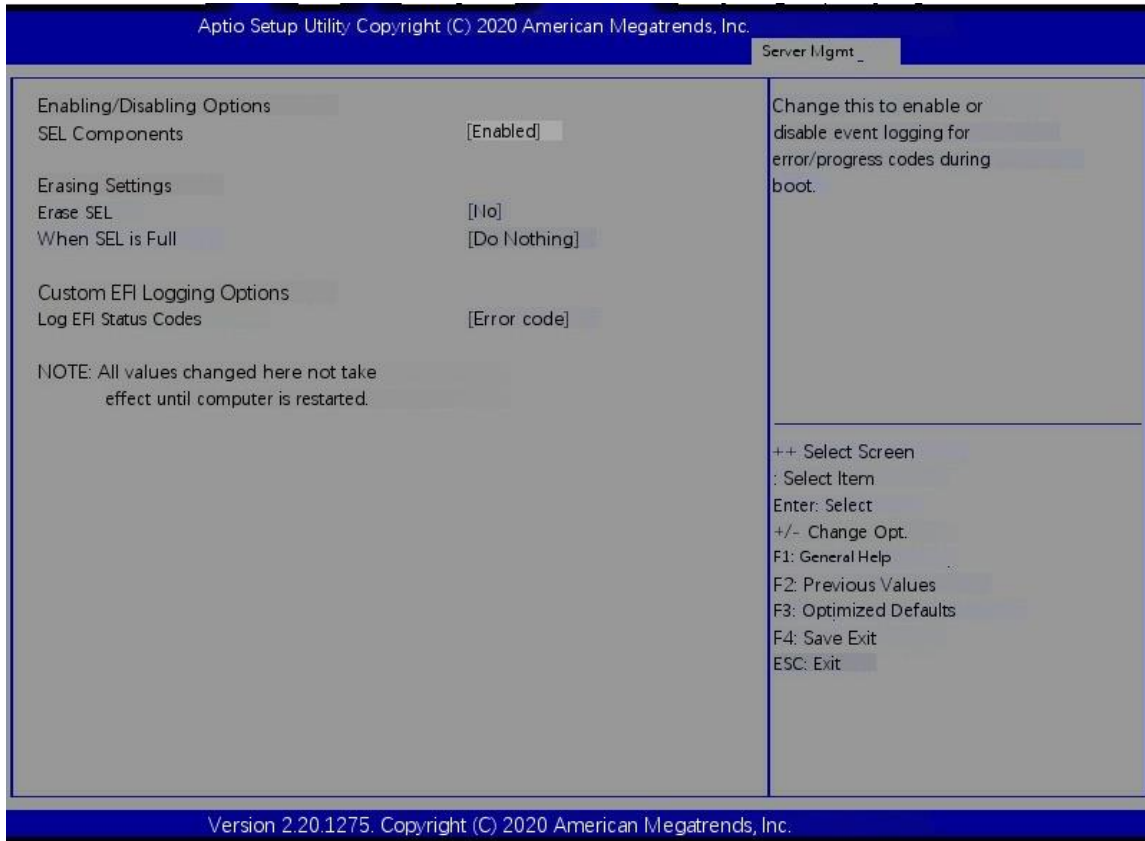 Aptio Setup Utility Copyright (C) 2020 American Megatrends, Inc.
Server Mgmt
Enabling/Disabling Options
SEL Components [Enabled]
Erasing Settings
Erase SEL [No]
When SEL is Full [Do Nothing]
Custom EFI Logging Options
Log EFI Status Codes [Error code]
NOTE: All values changed here not take
effect until computer is restarted.
Change this to enable or
disable event logging for
error/progress codes during
boot.
++ Select Screen
: Select Item
Enter: Select
+/- Change Opt.
F1: General Help
F2: Previous Values
F3: Optimized Defaults
F4: Save Exit
ESC: Exit
Version 2.20.1275. Copyright (C) 2020 American Megatrends, Inc.